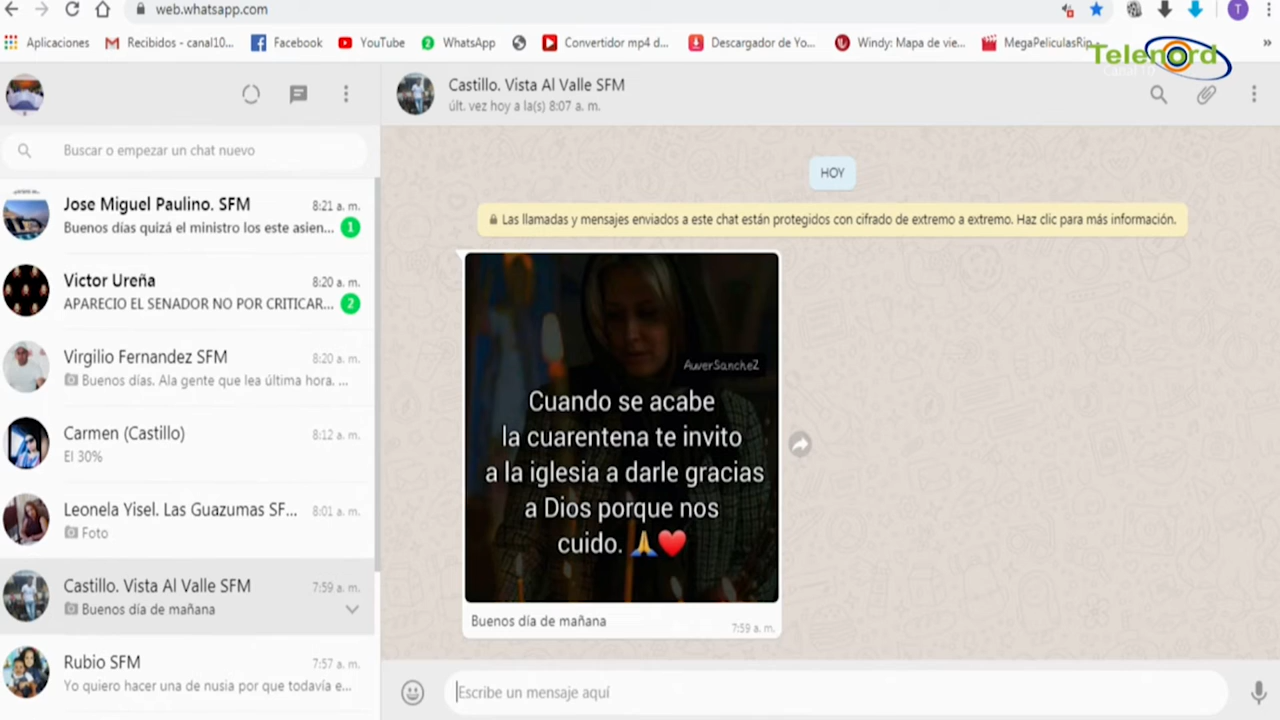 web.whatsapp.com
T
Aplicaciones
Recibidos - canal10...
Facebook
YouTube
2
WhatsApp
Convertidor mp4 d...
Descargador de Yo...
Windy: Mapa de vie...
MegaPeliculasRip
»
Telenord
Castillo. Vista Al Valle SFM
últ. vez hoy a la(s) 8:07 a. m.
Buscar o empezar un chat nuevo
Jose Miguel Paulino. SFM 8:21 a. m.
Buenos días quizá el ministro los este asien... 1
Victor Ureña 8:20 a. m.
APARECIO EL SENADOR NO POR CRITICAR... 2
Virgilio Fernandez SFM 8:20 a. m.
Buenos días. Ala gente que lea última hora. ...
Carmen (Castillo) 8:12 a. m.
El 30%
Leonela Yisel. Las Guazumas SF... 8:01 a. m.
Foto
Castillo. Vista Al Valle SFM 7:59 a. m.
Buenos día de mañana
Rubio SFM 7:57 a. m.
Yo quiero hacer una de nusia por que todavía e...
HOY
Las llamadas y mensajes enviados a este chat están protegidos con cifrado de extremo a extremo. Haz clic para más información.
AuverSancheZ
Cuando se acabe
la cuarentena te invito
a la iglesia a darle gracias
a Dios porque nos
cuido. 🙏❤️
Buenos día de mañana
7:59 a. m.
Escribe un mensaje aquí